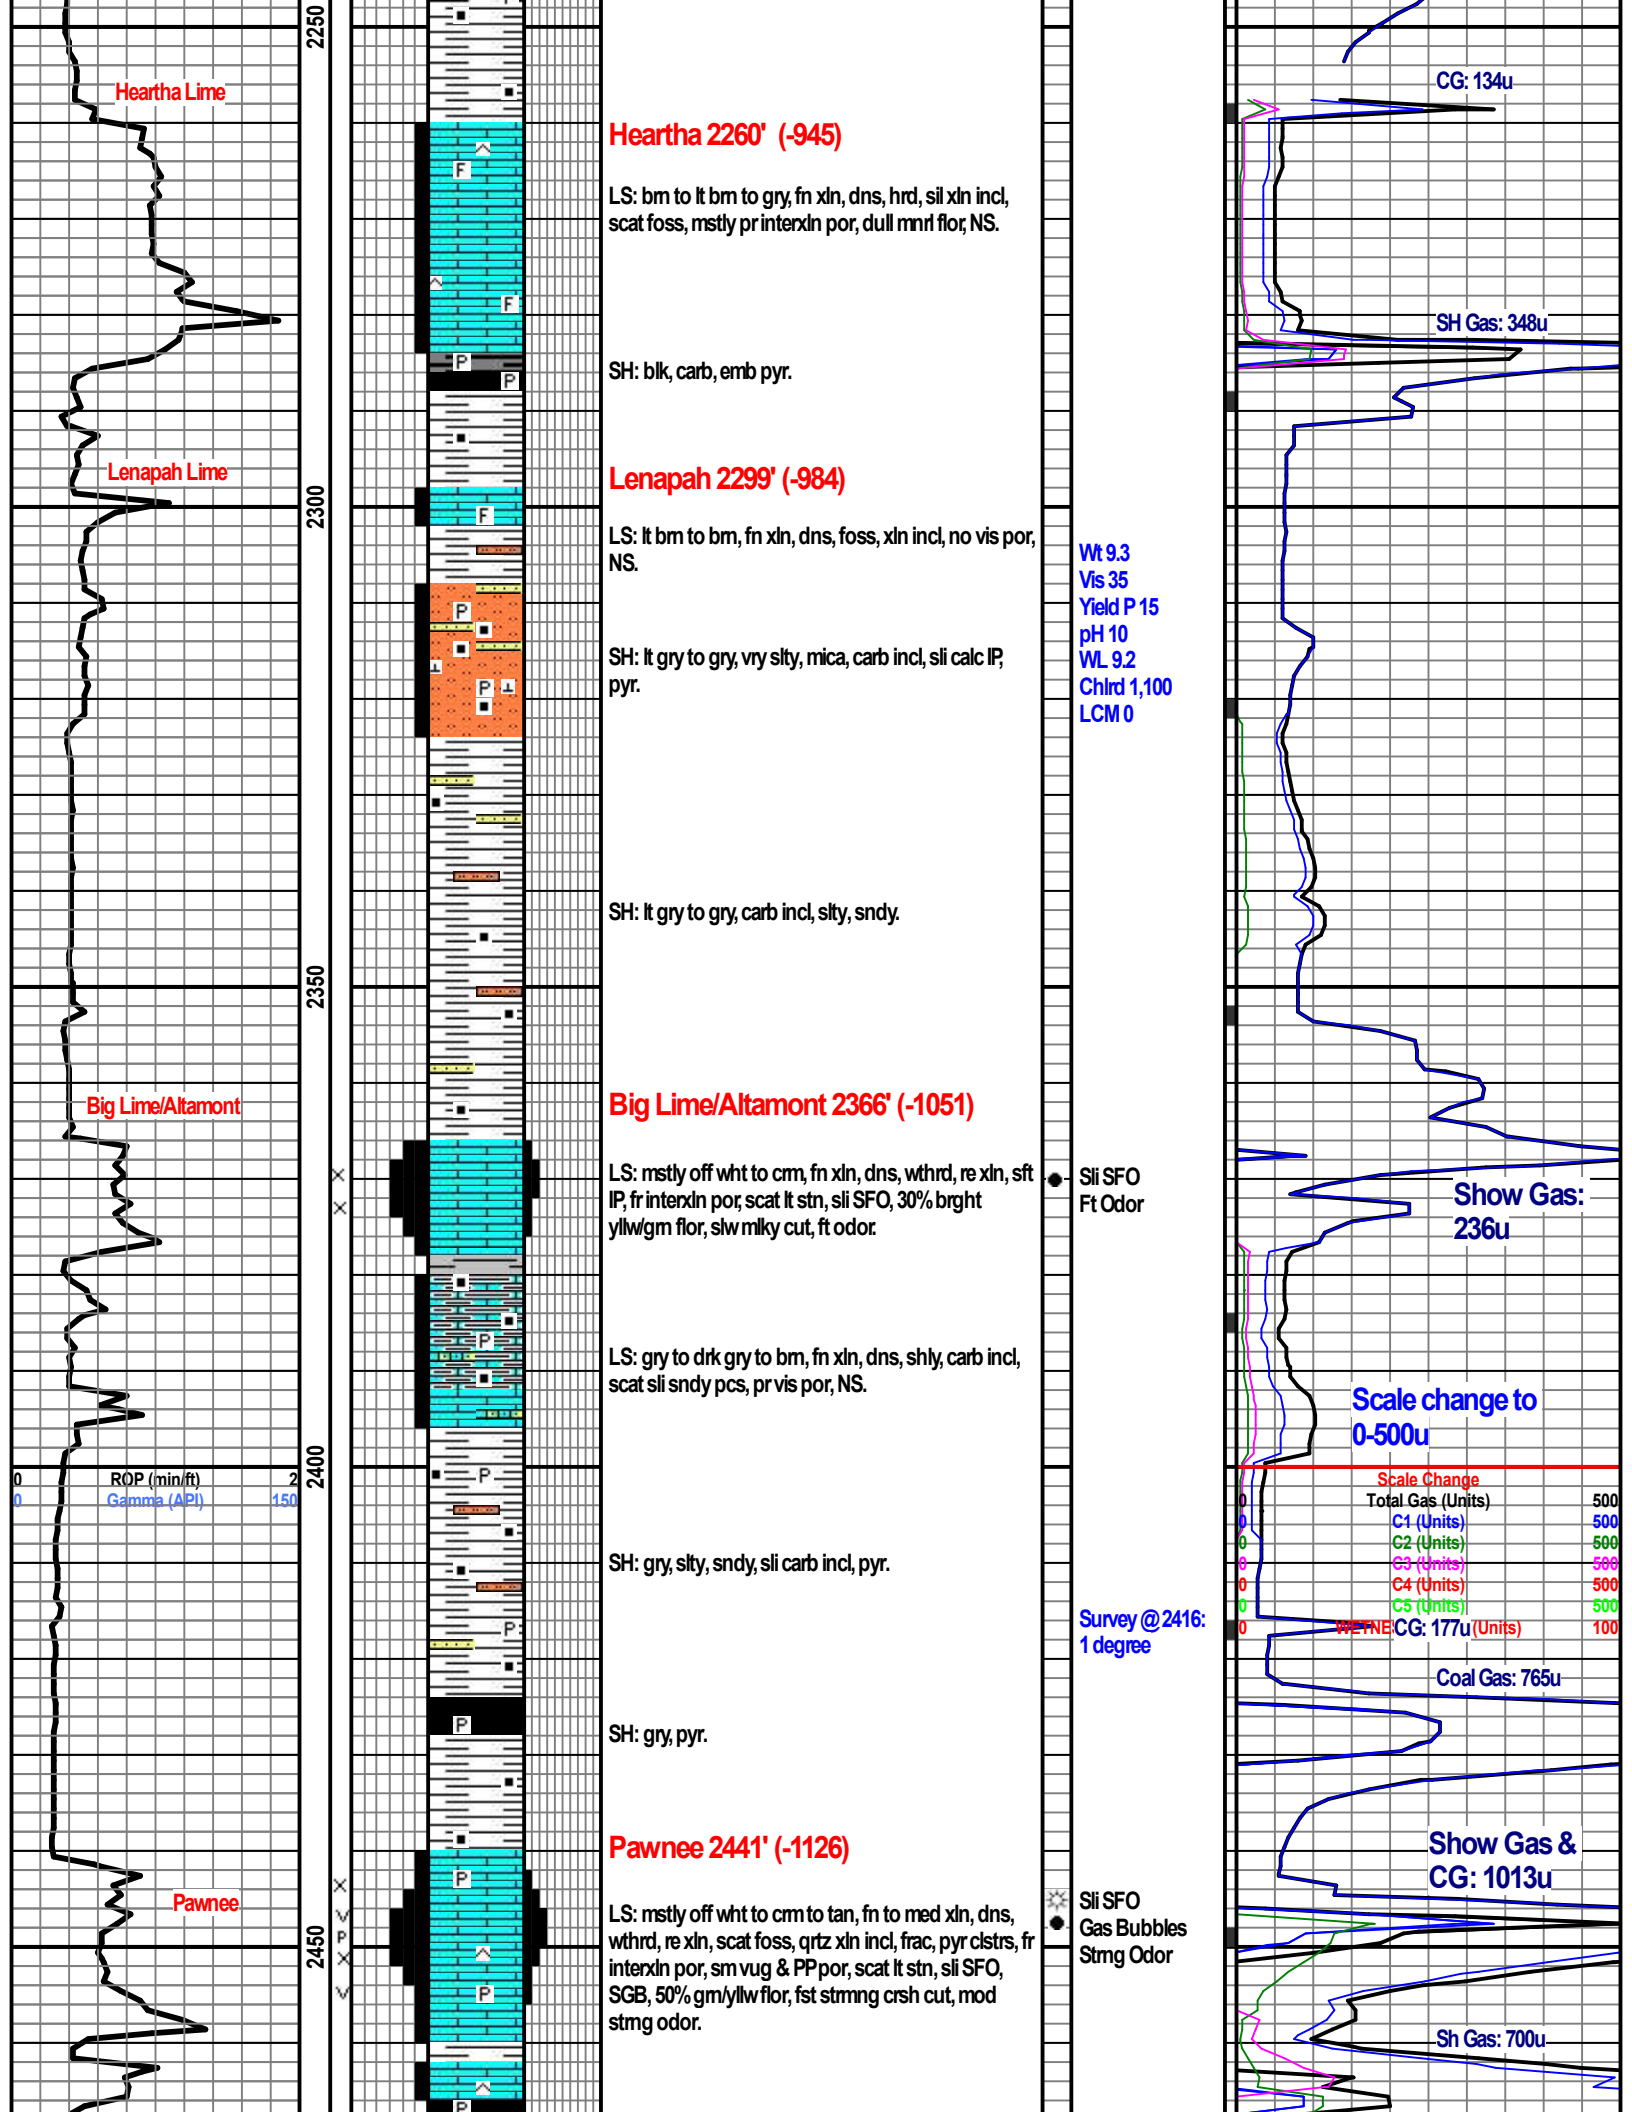 2250
Heartha Lime
CG: 134u
Heartha 2260' (-945)
LS: brn to lt brn to gry, fn xln, dns, hrd, sil xln incl,
scat foss, mstly pr interxln por, dull mnrl flor, NS.
SH Gas: 348u
SH: blk, carb, emb pyr.
Lenapah Lime
Lenapah 2299' (-984)
2300
LS: lt brn to brn, fn xln, dns, foss, xln incl, no vis por,
NS.
Wt 9.3
Vis 35
Yield P 15
pH 10
WL 9.2
Chlrd 1,100
LCM 0
SH: lt gry to gry, vry slty, mica, carb incl, sli calc IP,
pyr.
SH: lt gry to gry, carb incl, slty, sndy.
2350
Big Lime/Altamont
Big Lime/Altamont 2366' (-1051)
LS: mstly off wht to crm, fn xln, dns, wthrd, re xln, sft
IP, fr interxln por, scat lt stn, sli SFO, 30% brght
yllw/grn flor, slw mlky cut, ft odor.
Sli SFO
Ft Odor
Show Gas:
236u
LS: gry to drk gry to brn, fn xln, dns, shly, carb incl,
scat sli sndy pcs, pr vis por, NS.
Scale change to
0-500u
2400
0 ROP (min/ft) 2
0 Gamma (API) 150
Scale Change
0 Total Gas (Units) 500
0 C1 (Units) 500
0 C2 (Units) 500
0 C3 (Units) 500
0 C4 (Units) 500
0 C5 (Units) 500
0 WETNE (Units) 100
CG: 177u
SH: gry, slty, sndy, sli carb incl, pyr.
Survey @ 2416:
1 degree
Coal Gas: 765u
SH: gry, pyr.
Pawnee 2441' (-1126)
Show Gas &
CG: 1013u
Pawnee
2450
LS: mstly off wht to crm to tan, fn to med xln, dns,
wthrd, re xln, scat foss, qrtz xln incl, frac, pyr clstrs, fr
interxln por, sm vug & PP por, scat lt stn, sli SFO,
SGB, 50% grn/yllw flor, fst strmng crsh cut, mod
strng odor.
Sli SFO
Gas Bubbles
Strng Odor
Sh Gas: 700u